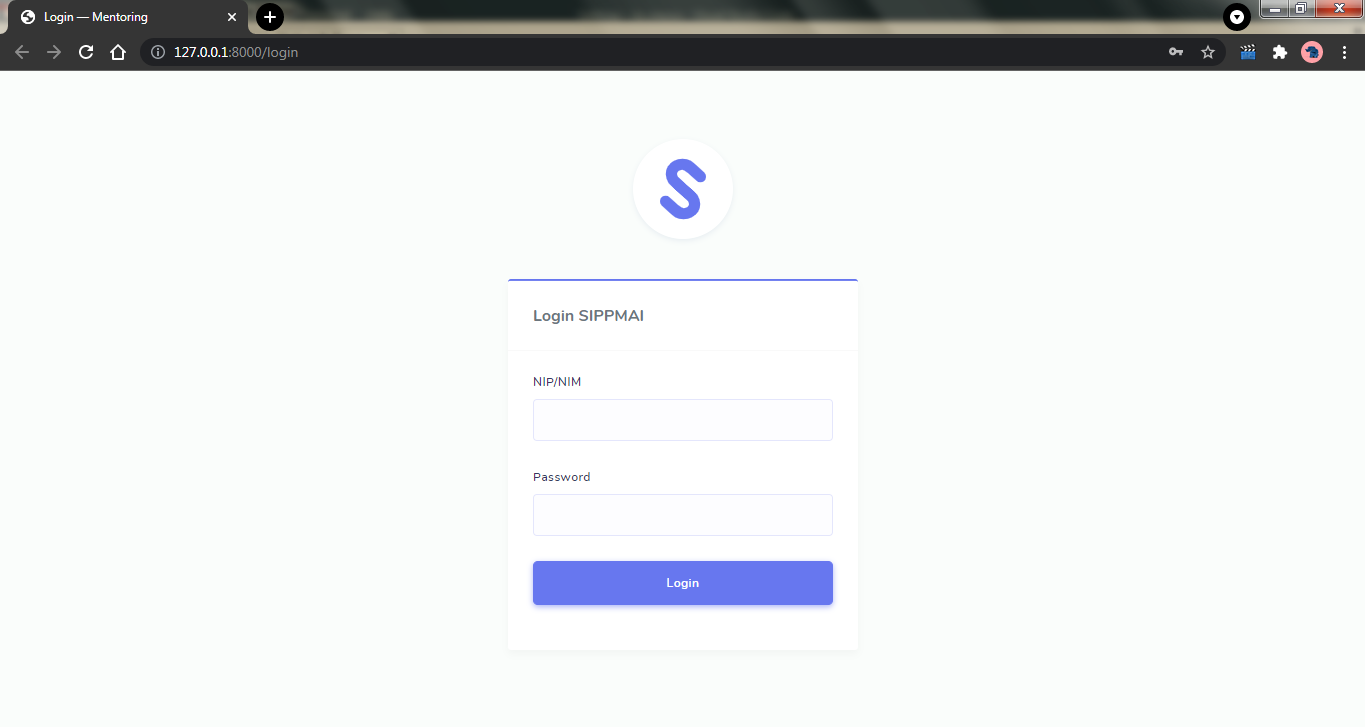 Login — Mentoring
127.0.0.1:8000/login
S
Login SIPPMAI
NIP/NIM
Password
Login